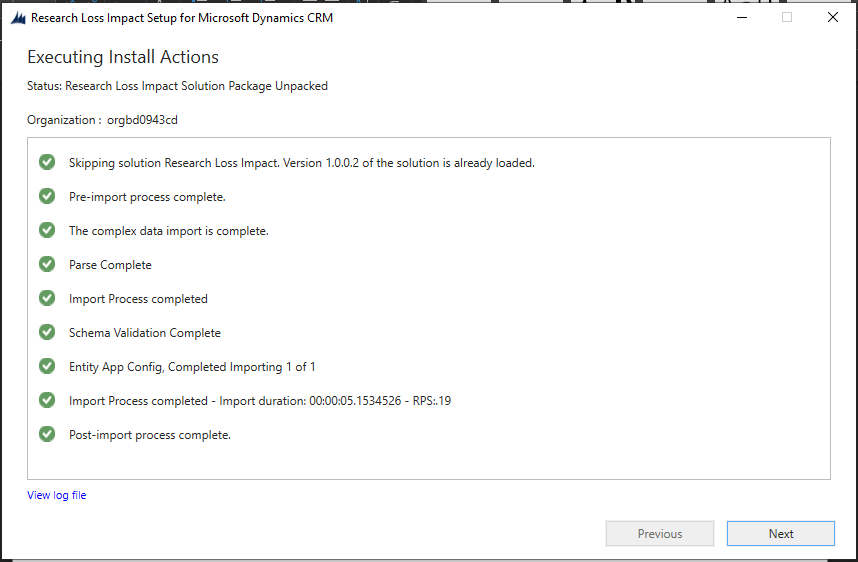 Research Loss Impact Setup for Microsoft Dynamics CRM
Executing Install Actions
Status: Research Loss Impact Solution Package Unpacked
Organization : orgbd0943cd
Skipping solution Research Loss Impact. Version 1.0.0.2 of the solution is already loaded.
Pre-import process complete.
The complex data import is complete.
Parse Complete
Import Process completed
Schema Validation Complete
Entity App Config, Completed Importing 1 of 1
Import Process completed - Import duration: 00:00:05.1534526 - RPS:.19
Post-import process complete.
View log file
Previous
Next